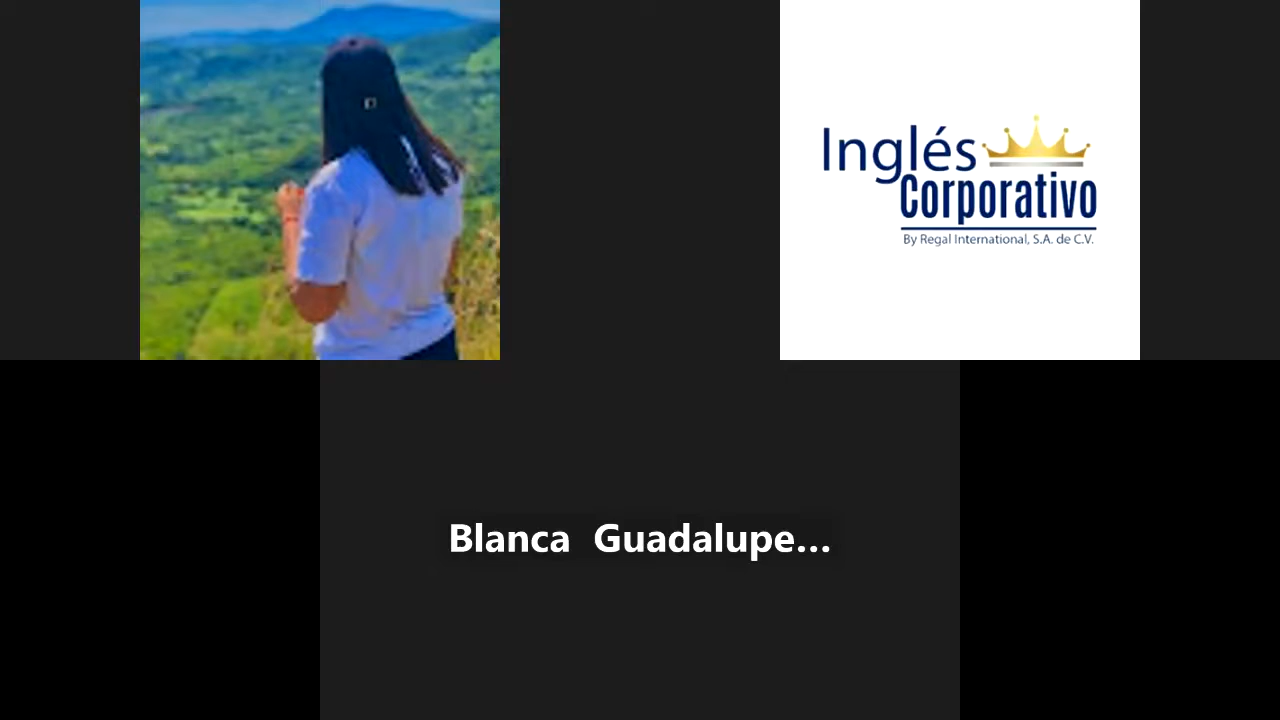 Inglés
Corporativo
By Regal International, S.A. de C.V.
Blanca Guadalupe...